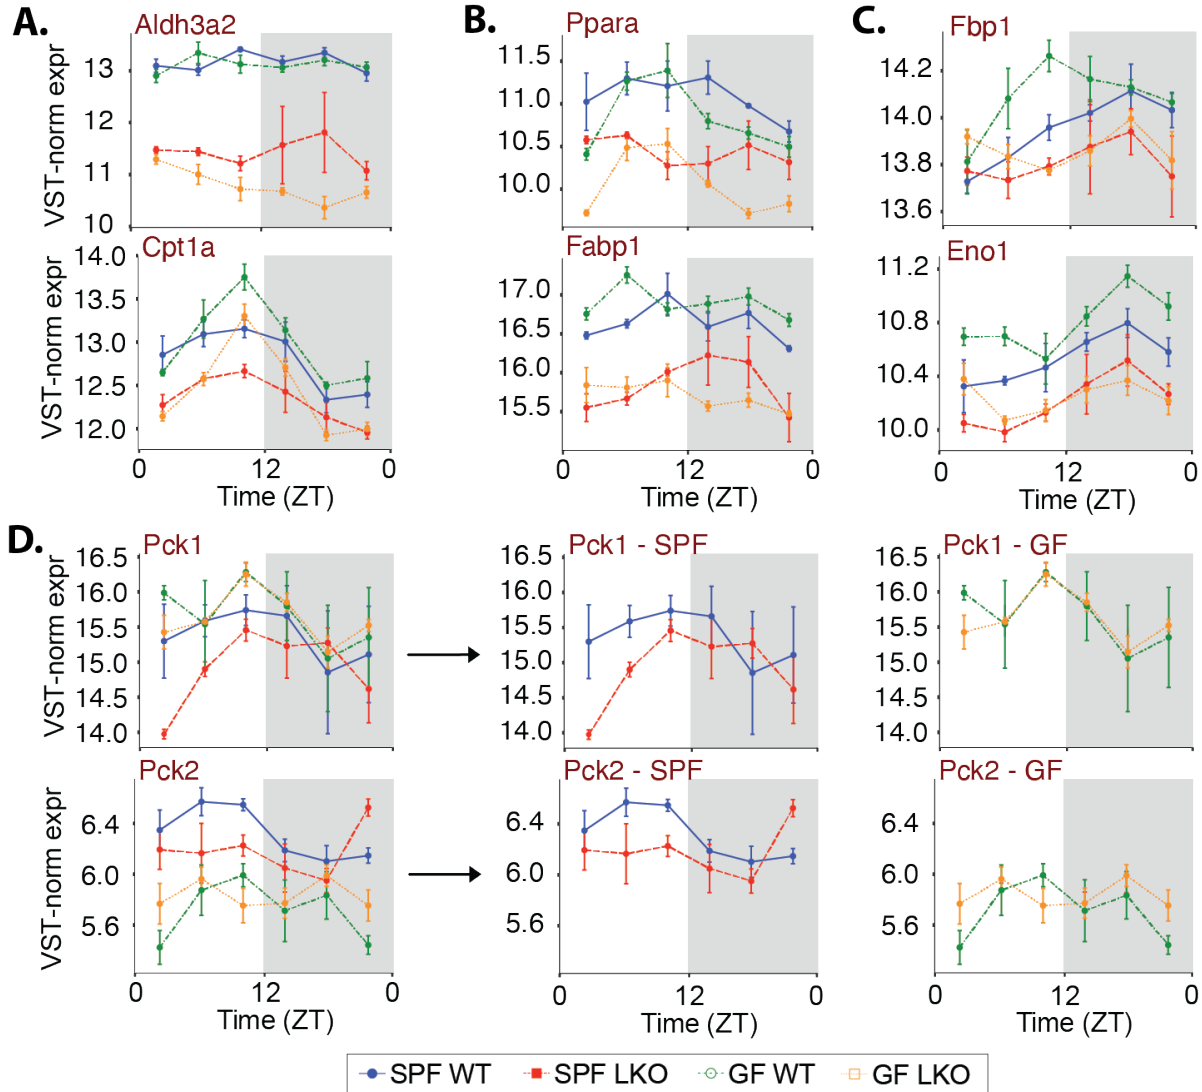 A.
Aldh3a2
VST-norm expr
13
12
11
10
Cpt1a
VST-norm expr
14.0
13.5
13.0
12.5
12.0
0 12 0
Time (ZT)
B.
Ppara
11.5
11.0
10.5
10.0
Fabp1
17.0
16.5
16.0
15.5
0 12 0
Time (ZT)
C.
Fbp1
14.2
14.0
13.8
13.6
Eno1
11.2
10.8
10.4
10.0
0 12 0
Time (ZT)
D.
Pck1
VST-norm expr
16.5
16.0
15.5
15.0
14.5
14.0
Pck1 - SPF
16.5
16.0
15.5
15.0
14.5
14.0
Pck1 - GF
16.5
16.0
15.5
15.0
14.5
14.0
Pck2
VST-norm expr
6.4
6.0
5.6
0 12 0
Time (ZT)
Pck2 - SPF
6.4
6.0
5.6
0 12 0
Time (ZT)
Pck2 - GF
6.4
6.0
5.6
0 12 0
Time (ZT)
SPF WT SPF LKO GF WT GF LKO